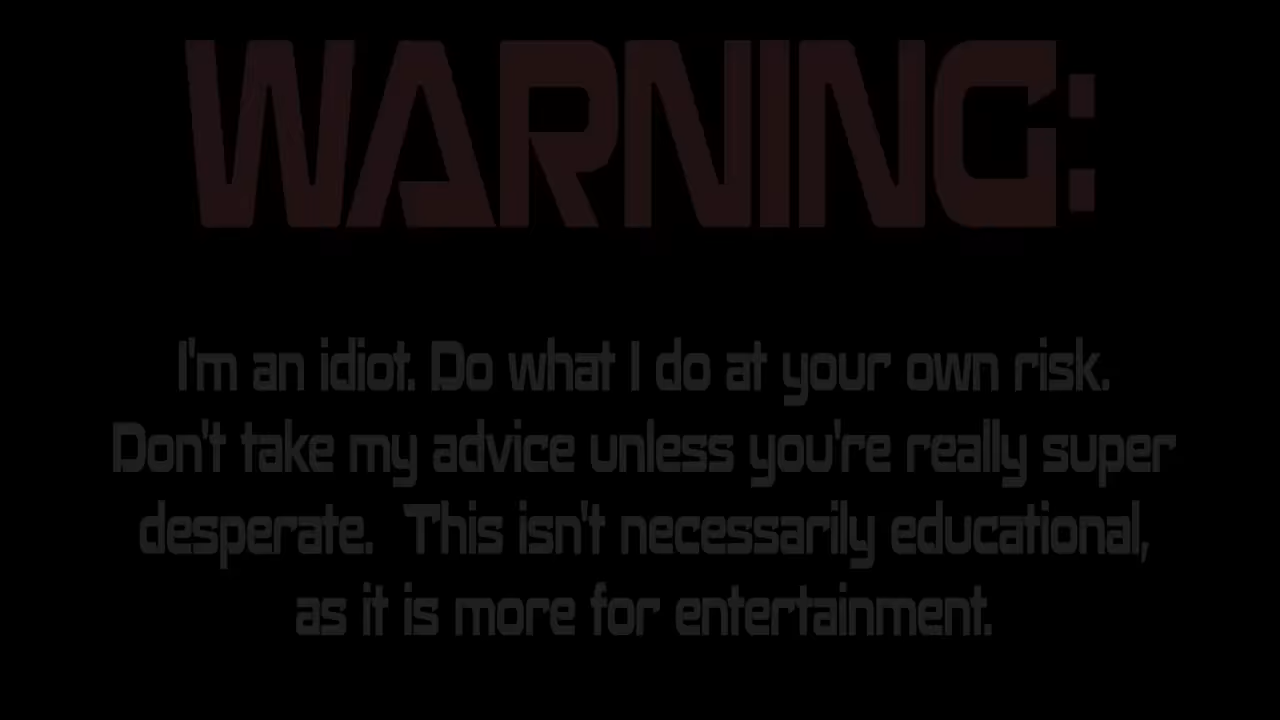 WARNING:
I'm an idiot. Do what I do at your own risk.
Don't take my advice unless you're really super
desperate.  This isn't necessarily educational,
as it is more for entertainment.